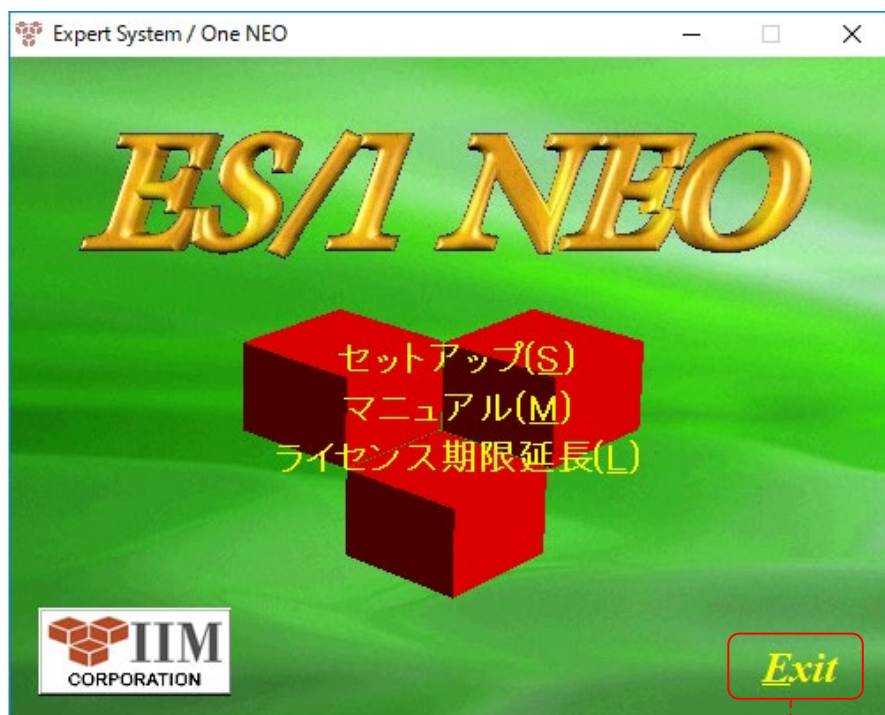 Expert System / One NEO
ES/1 NEO
セットアップ(S)
マニュアル(M)
ライセンス期限延長(L)
IIM
CORPORATION
Exit